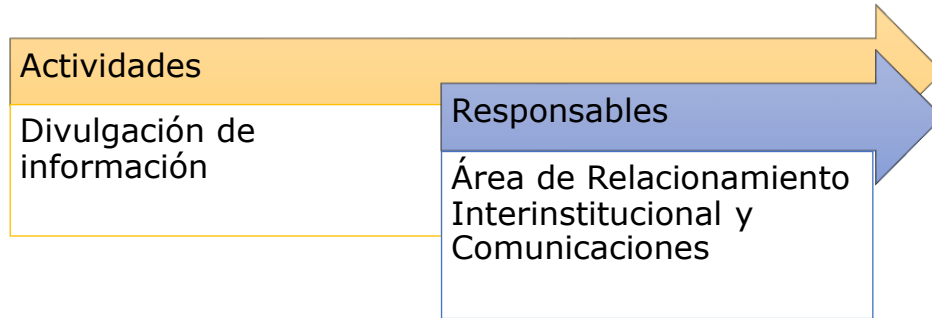 Actividades
Divulgación de
información
Responsables
Área de Relacionamiento
Interinstitucional y
Comunicaciones